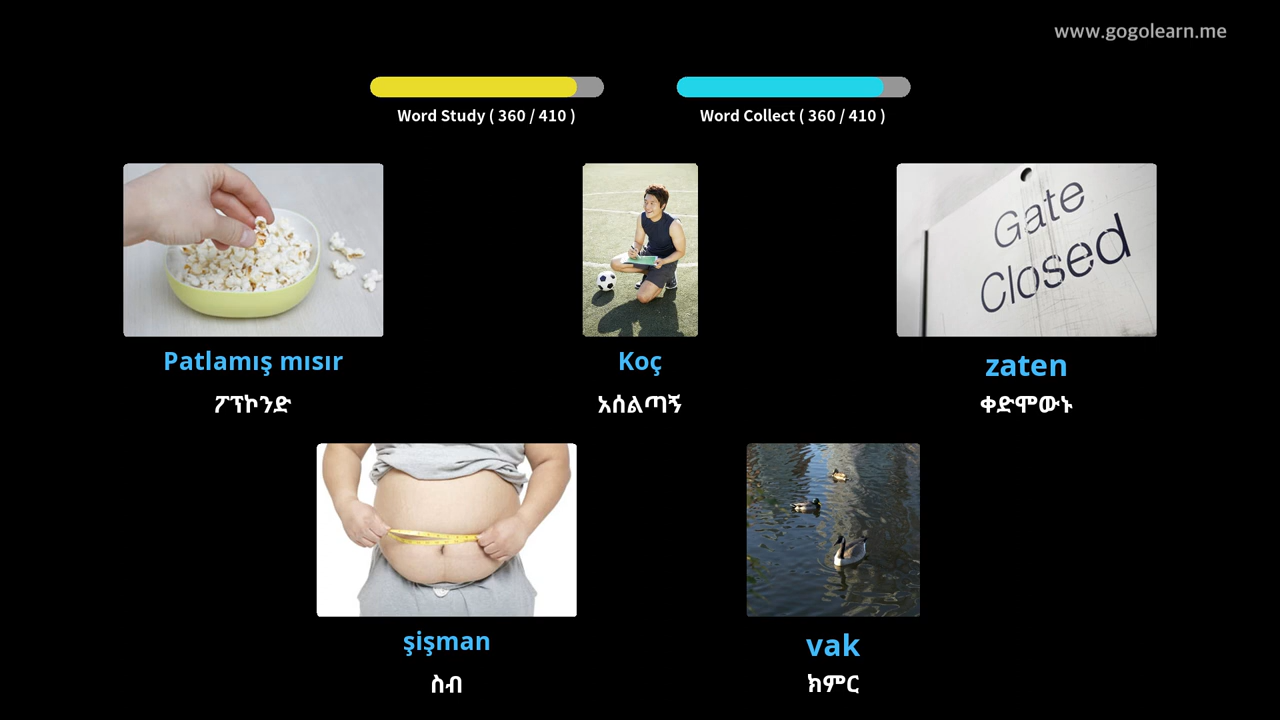 www.gogolearn.me
Word Study ( 360 / 410 )
Word Collect ( 360 / 410 )
Gate
Closed
Patlamış mısır
Koç
zaten
ፖፕኮንድ
አሰልጣኝ
ቀድሞውኑ
şişman
vak
ስብ
ክምር